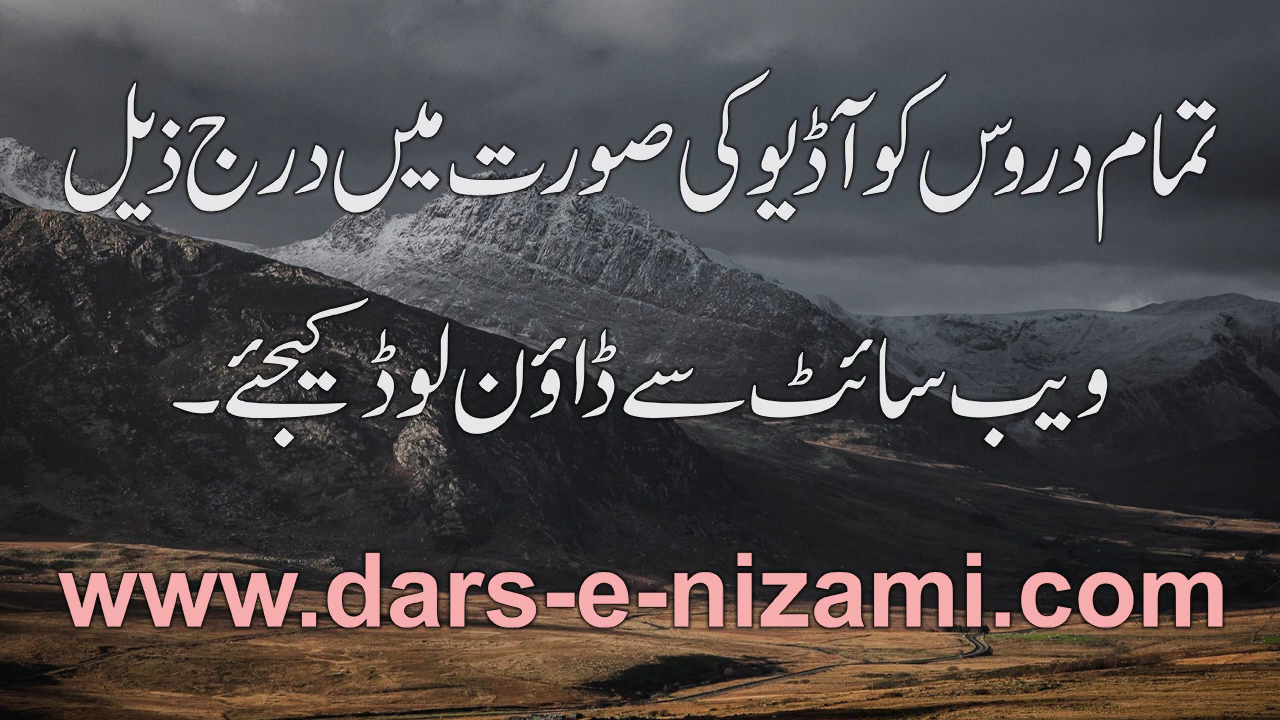 تمام دروس کو آڈیو کی صورت میں درج ذیل
ویب سائٹ سے ڈاؤن لوڈ کیجئے۔
www.dars-e-nizami.com